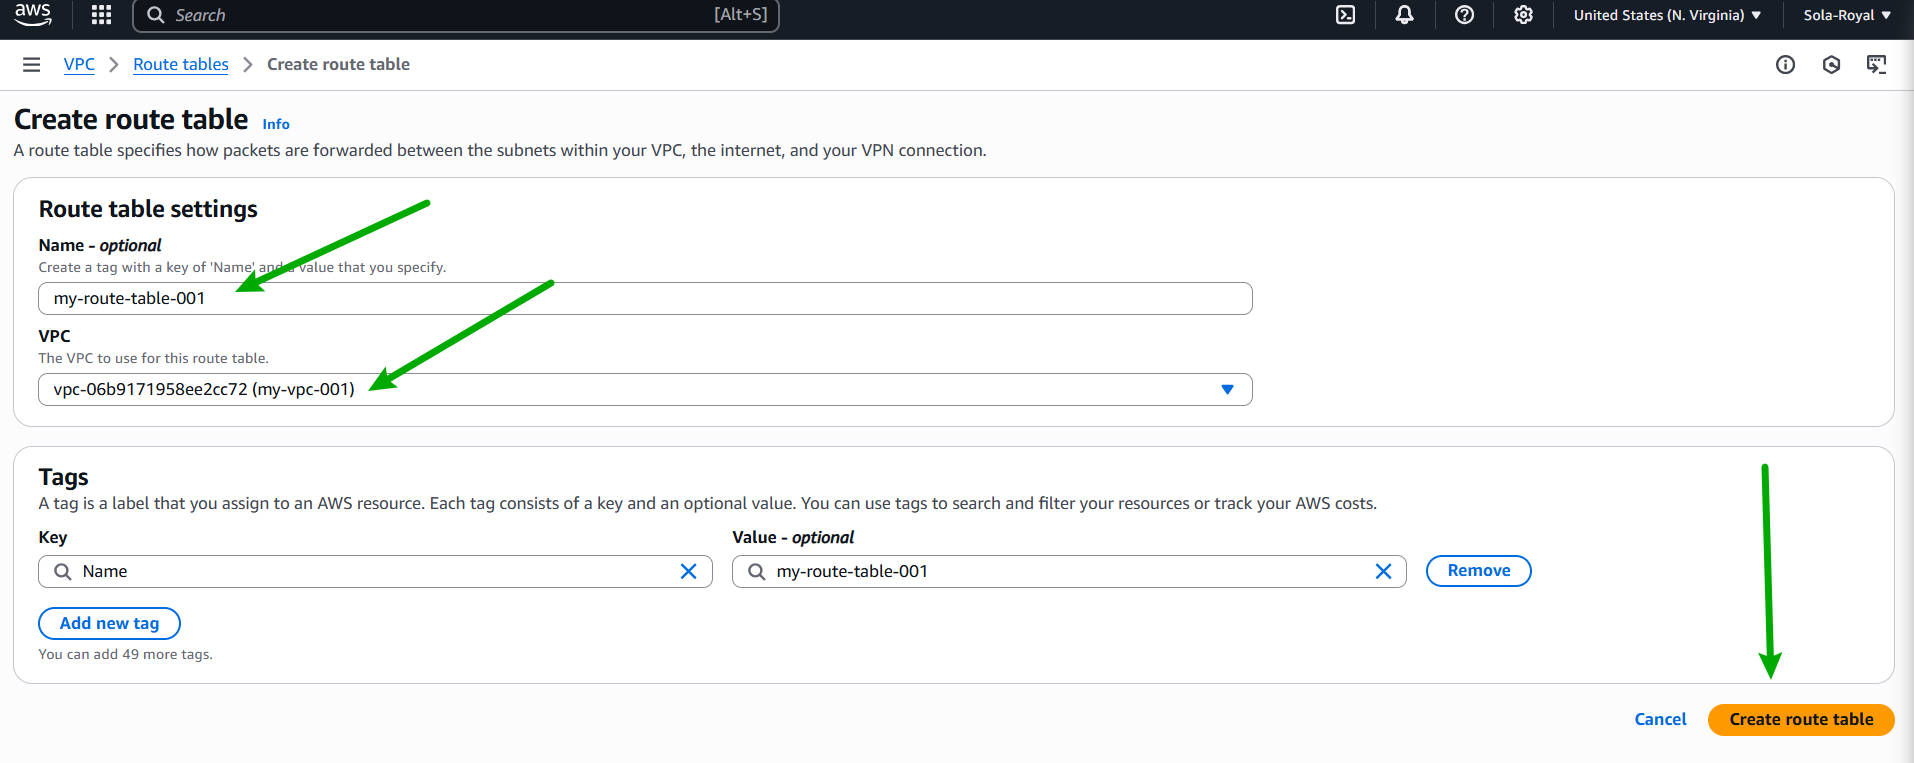 aws Search [Alt+S] United States (N. Virginia) Sola-Royal
VPC Route tables Create route table
Create route table Info
A route table specifies how packets are forwarded between the subnets within your VPC, the internet, and your VPN connection.
Route table settings
Name - optional
Create a tag with a key of 'Name' and a value that you specify.
my-route-table-001
VPC
The VPC to use for this route table.
vpc-06b9171958ee2cc72 (my-vpc-001)
Tags
A tag is a label that you assign to an AWS resource. Each tag consists of a key and an optional value. You can use tags to search and filter your resources or track your AWS costs.
Key Value - optional
Name my-route-table-001 Remove
Add new tag
You can add 49 more tags.
Cancel Create route table